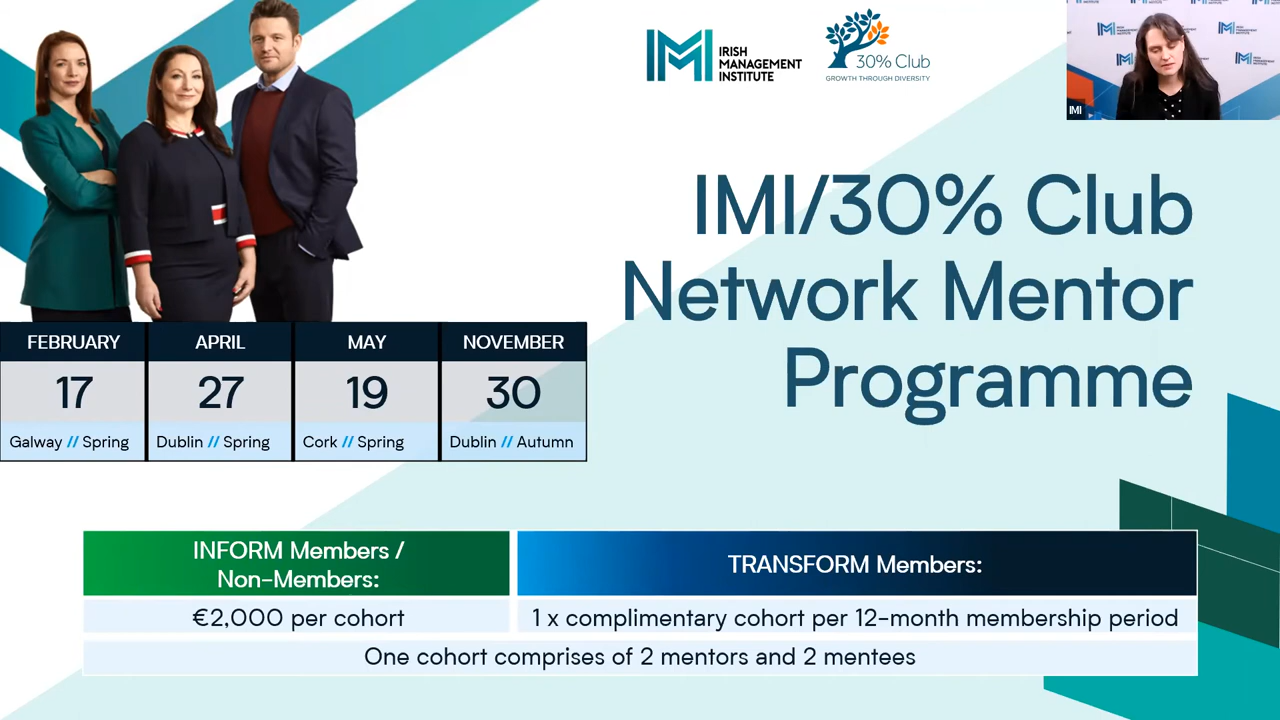 IMI IRISH
MANAGEMENT
INSTITUTE
30% Club
GROWTH THROUGH DIVERSITY
IMI
IMI/30% Club
Network Mentor
Programme
FEBRUARY
17
Galway // Spring
APRIL
27
Dublin // Spring
MAY
19
Cork // Spring
NOVEMBER
30
Dublin // Autumn
INFORM Members /
Non-Members:
€2,000 per cohort
TRANSFORM Members:
1 x complimentary cohort per 12-month membership period
One cohort comprises of 2 mentors and 2 mentees